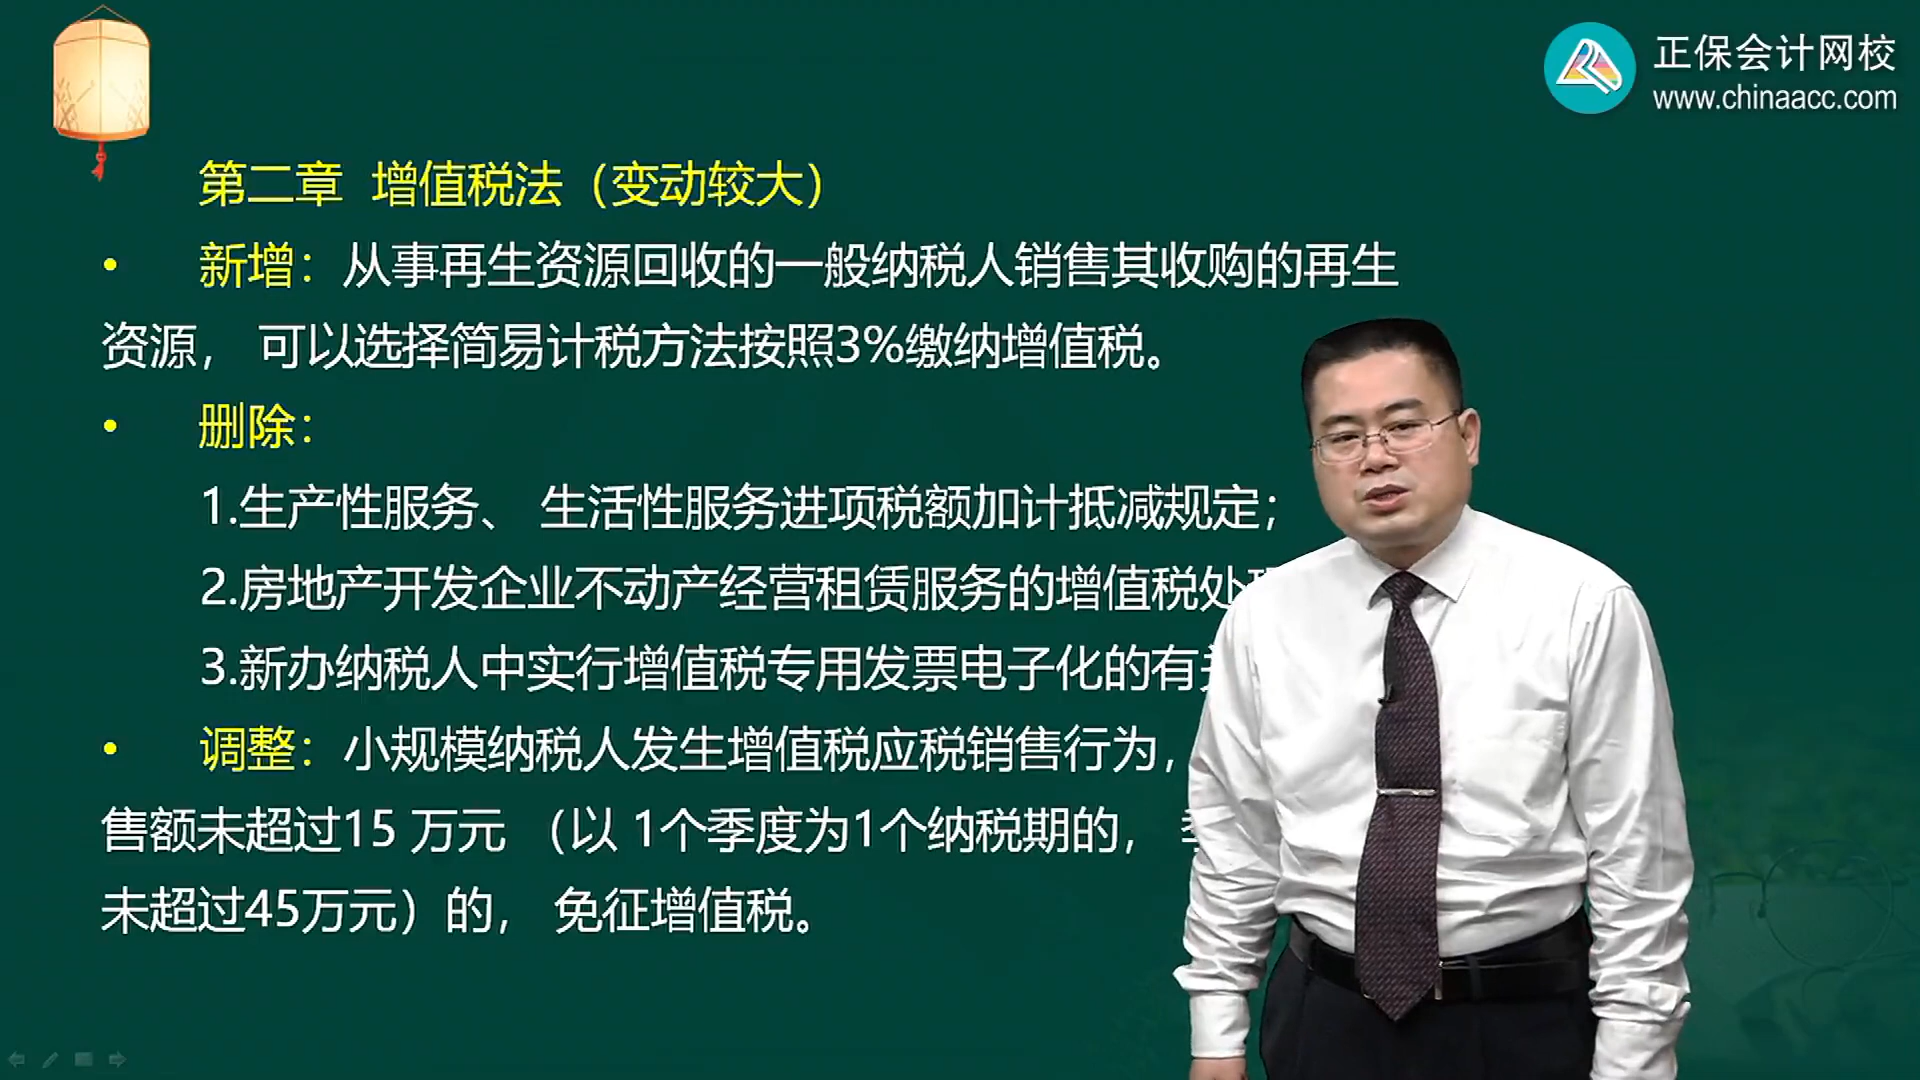 正保会计网校
www.chinaacc.com
第二章 增值税法（变动较大）
• 新增：从事再生资源回收的一般纳税人销售其收购的再生
资源， 可以选择简易计税方法按照3%缴纳增值税。
• 删除：
1.生产性服务、 生活性服务进项税额加计抵减规定；
2.房地产开发企业不动产经营租赁服务的增值税处
3.新办纳税人中实行增值税专用发票电子化的有
• 调整：小规模纳税人发生增值税应税销售行为，
售额未超过15 万元 （以 1个季度为1个纳税期的，
未超过45万元）的， 免征增值税。